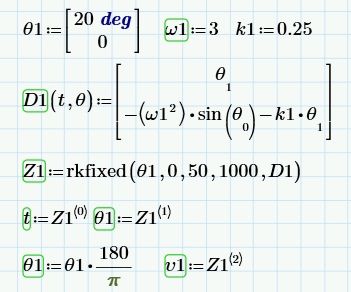 θ1:=[20 deg
0] ω1:=3 k1:=0.25
D1(t,θ):=[θ₁
−(ω1²)·sin(θ₀)−k1·θ₁]
Z1:=rkfixed(θ1,0,50,1000,D1)
t:=Z1⟨0⟩ θ1:=Z1⟨1⟩
θ1:=θ1·180/π υ1:=Z1⟨2⟩